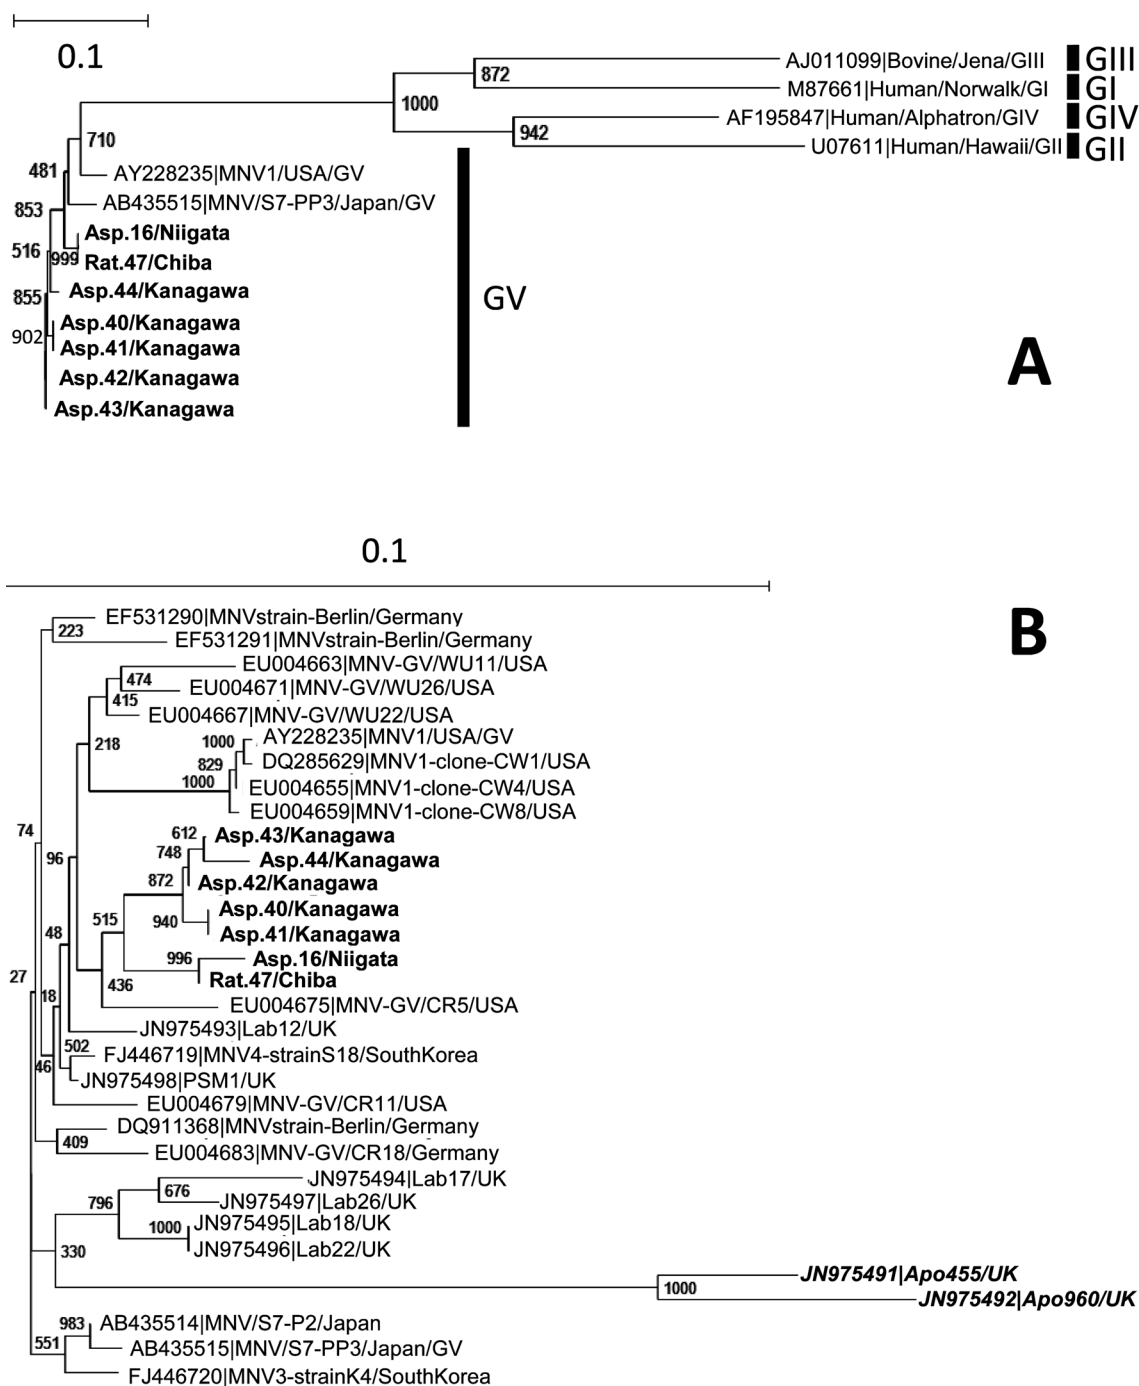 0.1
AJ011099|Bovine/Jena/GIII GIII
872
M87661|Human/Norwalk/GI GI
1000
AF195847|Human/Alphatron/GIV GIV
942
U07611|Human/Hawaii/GII GII
710
481
AY228235|MNV1/USA/GV
AB435515|MNV/S7-PP3/Japan/GV
853
Asp.16/Niigata
516
999
Rat.47/Chiba
Asp.44/Kanagawa
855
GV
Asp.40/Kanagawa
902
Asp.41/Kanagawa
A
Asp.42/Kanagawa
Asp.43/Kanagawa
0.1
B
EF531290|MNVstrain-Berlin/Germany
223
EF531291|MNVstrain-Berlin/Germany
EU004663|MNV-GV/WU11/USA
474
EU004671|MNV-GV/WU26/USA
415
EU004667|MNV-GV/WU22/USA
218
1000
AY228235|MNV1/USA/GV
829
DQ285629|MNV1-clone-CW1/USA
1000
EU004655|MNV1-clone-CW4/USA
EU004659|MNV1-clone-CW8/USA
74
612
Asp.43/Kanagawa
748
96
Asp.44/Kanagawa
872
Asp.42/Kanagawa
Asp.40/Kanagawa
515
940
48
Asp.41/Kanagawa
996
Asp.16/Niigata
27
436
Rat.47/Chiba
18
EU004675|MNV-GV/CR5/USA
JN975493|Lab12/UK
502
FJ446719|MNV4-strainS18/SouthKorea
46
JN975498|PSM1/UK
EU004679|MNV-GV/CR11/USA
DQ911368|MNVstrain-Berlin/Germany
409
EU004683|MNV-GV/CR18/Germany
JN975494|Lab17/UK
676
796
JN975497|Lab26/UK
1000
JN975495|Lab18/UK
330
JN975496|Lab22/UK
JN975491|Apo455/UK
1000
JN975492|Apo960/UK
983
AB435514|MNV/S7-P2/Japan
551
AB435515|MNV/S7-PP3/Japan/GV
FJ446720|MNV3-strainK4/SouthKorea